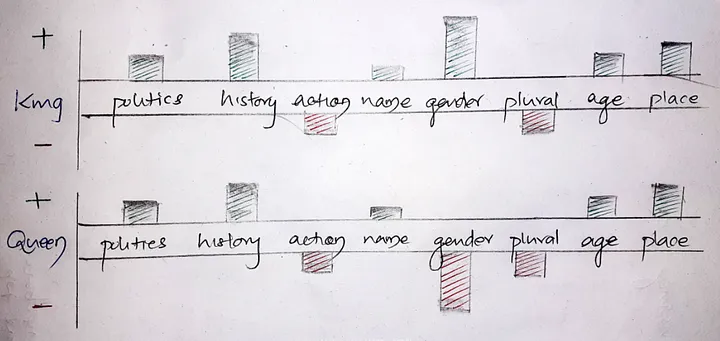 +
King politics history action name gender plural age place
−
+
Queen politics history action name gender plural age place
−